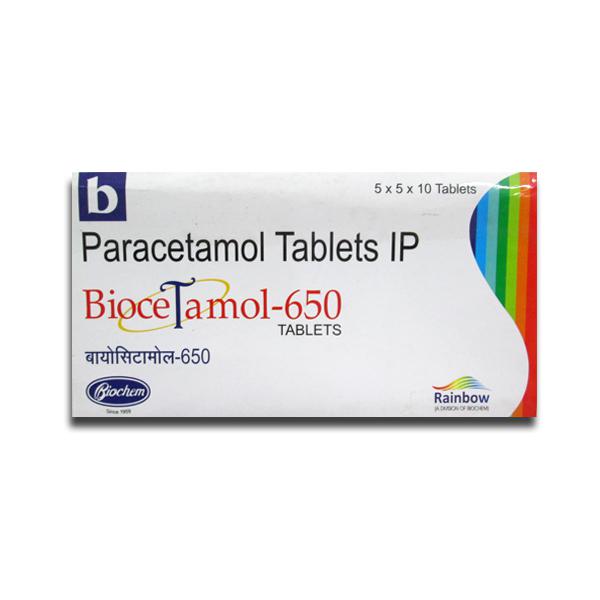 b
5 x 5 x 10 Tablets
Paracetamol Tablets IP
BioceTamol-650
TABLETS
बायोसिटामोल-650
Biochem
Since 1959
Rainbow
(A DIVISION OF BIOCHEM)